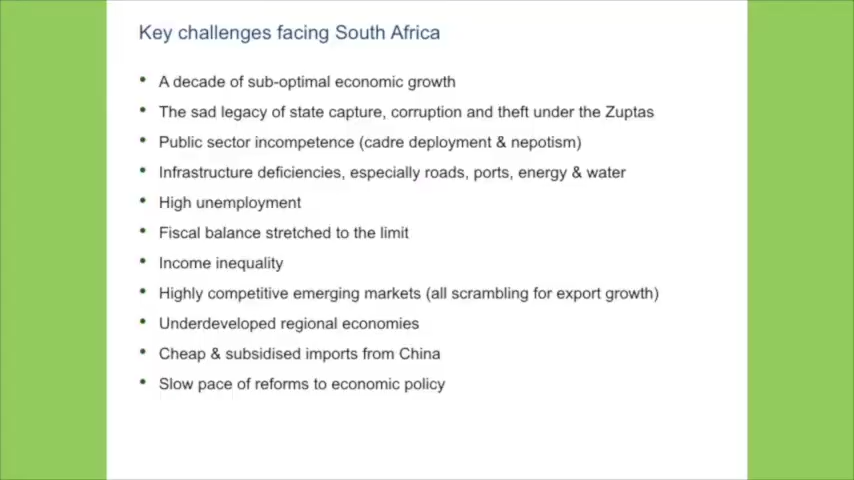 Key challenges facing South Africa
• A decade of sub-optimal economic growth
• The sad legacy of state capture, corruption and theft under the Zuptas
• Public sector incompetence (cadre deployment & nepotism)
• Infrastructure deficiencies, especially roads, ports, energy & water
• High unemployment
• Fiscal balance stretched to the limit
• Income inequality
• Highly competitive emerging markets (all scrambling for export growth)
• Underdeveloped regional economies
• Cheap & subsidised imports from China
• Slow pace of reforms to economic policy